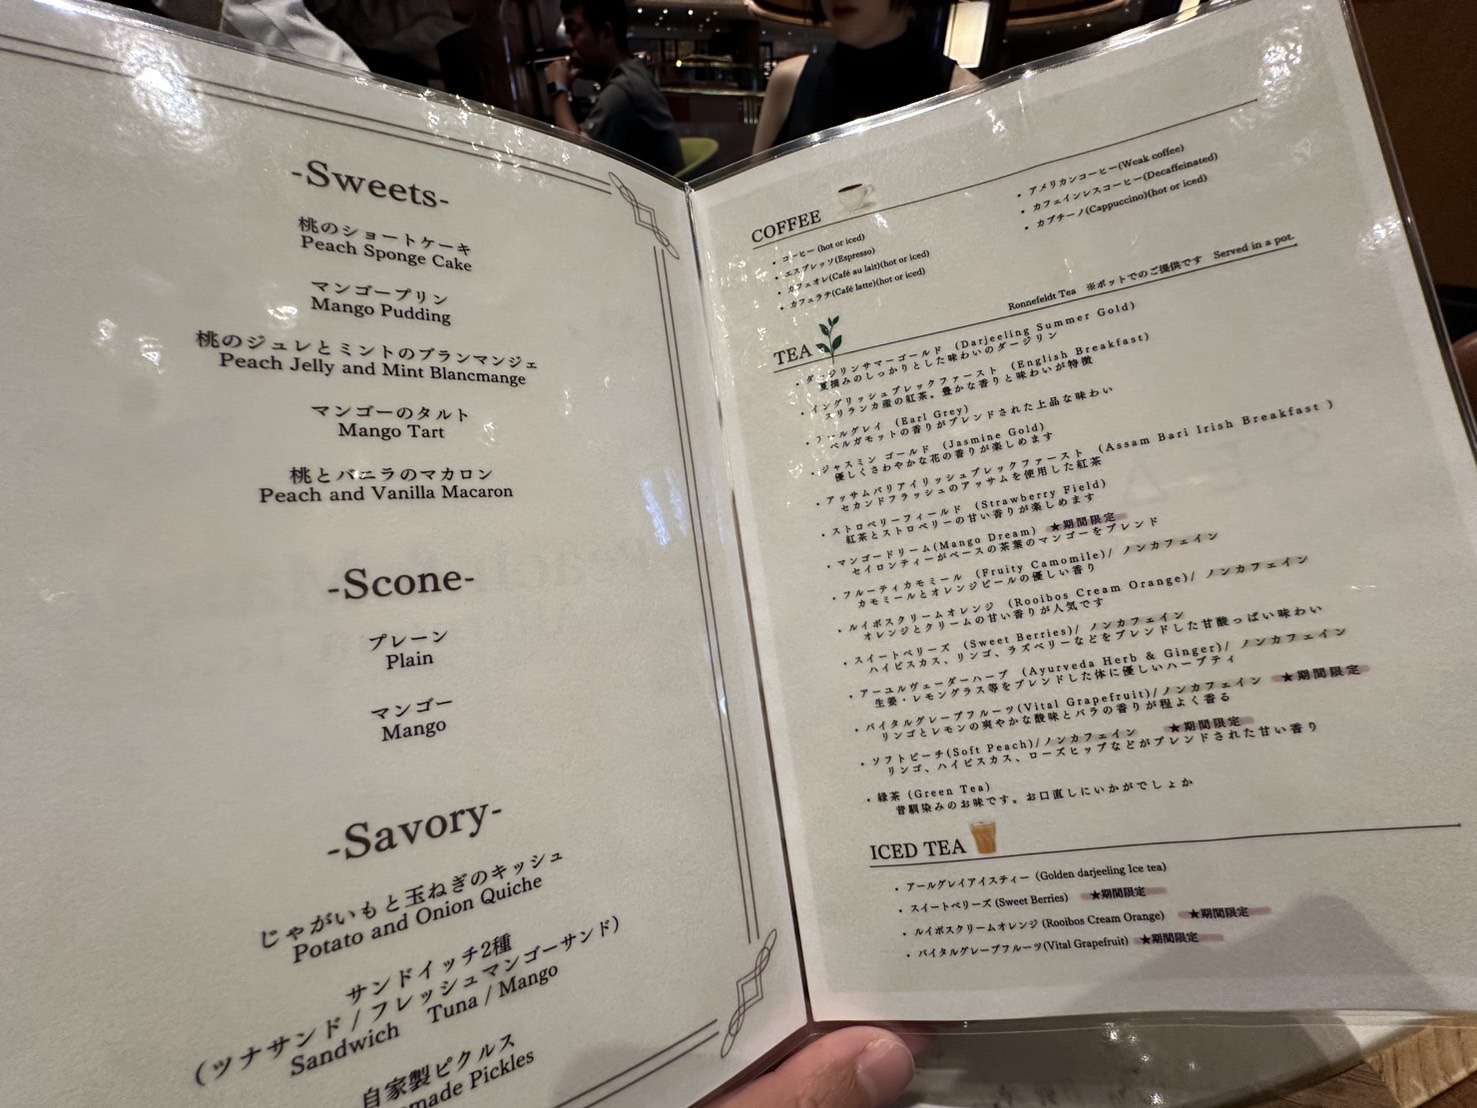 -Sweets-
桃のショートケーキ
Peach Sponge Cake
マンゴープリン
Mango Pudding
桃のジュレとミントのブランマンジェ
Peach Jelly and Mint Blancmange
マンゴーのタルト
Mango Tart
桃とバニラのマカロン
Peach and Vanilla Macaron
-Scone-
プレーン
Plain
マンゴー
Mango
-Savory-
じゃがいもと玉ねぎのキッシュ
Potato and Onion Quiche
サンドイッチ2種
(ツナサンド / フレッシュマンゴーサンド)
Sandwich Tuna / Mango
自家製ピクルス
made Pickles
COFFEE
・コーヒー (hot or iced)
・エスプレッソ(Espresso)
・カフェオレ(Café au lait)(hot or iced)
・カフェラテ(Café latte)(hot or iced)
・アメリカンコーヒー(Weak coffee)
・カフェインレスコーヒー(Decaffeinated)
・カプチーノ(Cappuccino)(hot or iced)
Ronnefeldt Tea ※ポットでのご提供です Served in a pot.
TEA
・ダージリンサマーゴールド (Darjeeling Summer Gold)
夏摘みのしっかりとした味わいのダージリン
・イングリッシュブレックファースト (English Breakfast)
スリランカ産の紅茶。豊かな香りと味わいが特徴
・アールグレイ (Earl Grey)
ベルガモットの香りがブレンドされた上品な味わい
・ジャスミン ゴールド (Jasmine Gold)
優しくさわやかな花の香りが楽しめます
・アッサムバリアイリッシュブレックファースト (Assam Bari Irish Breakfast )
セカンドフラッシュのアッサムを使用した紅茶
・ストロベリーフィールド (Strawberry Field)
紅茶とストロベリーの甘い香りが楽しめます
・マンゴードリーム(Mango Dream) ★期間限定
セイロンティーがベースの茶葉のマンゴーをブレンド
・フルーティカモミール (Fruity Camomile)/ ノンカフェイン
カモミールとオレンジピールの優しい香り
・ルイボスクリームオレンジ (Rooibos Cream Orange)/ ノンカフェイン
オレンジとクリームの甘い香りが人気です
・スイートベリーズ (Sweet Berries)/ ノンカフェイン
ハイビスカス、リンゴ、ラズベリーなどをブレンドした甘酸っぱい味わい
・アーユルヴェーダーハーブ (Ayurveda Herb & Ginger)/ ノンカフェイン
生姜・レモングラス等をブレンドした体に優しいハーブティ
・バイタルグレープフルーツ(Vital Grapefruit)/ノンカフェイン ★期間限定
リンゴとレモンの爽やかな酸味とバラの香りが程よく香る
・ソフトピーチ(Soft Peach)/ノンカフェイン ★期間限定
リンゴ、ハイビスカス、ローズヒップなどがブレンドされた甘い香り
・緑茶 (Green Tea)
昔馴染みのお味です。お口直しにいかがでしょか
ICED TEA
・アールグレイアイスティー (Golden darjeeling Ice tea)
・スイートベリーズ (Sweet Berries) ★期間限定
・ルイボスクリームオレンジ (Rooibos Cream Orange) ★期間限定
・バイタルグレープフルーツ(Vital Grapefruit) ★期間限定